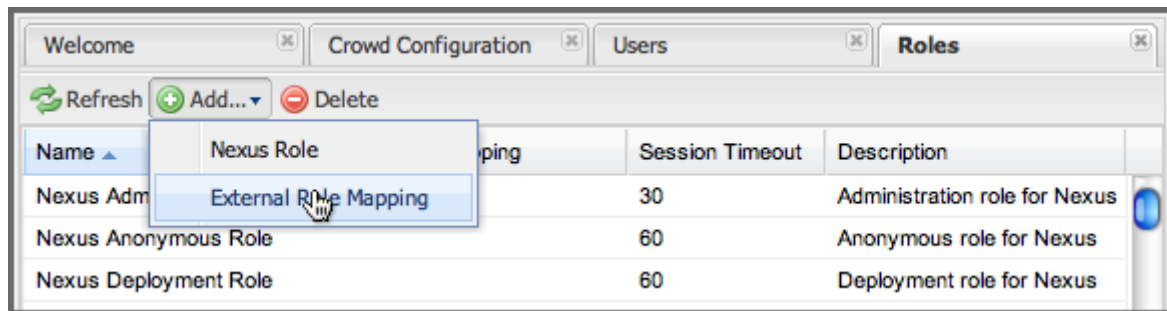 Welcome Crowd Configuration Users Roles
Refresh Add... Delete
Name Nexus Role pping Session Timeout Description
Nexus Adm External Role Mapping 30 Administration role for Nexus
Nexus Anonymous Role 60 Anonymous role for Nexus
Nexus Deployment Role 60 Deployment role for Nexus